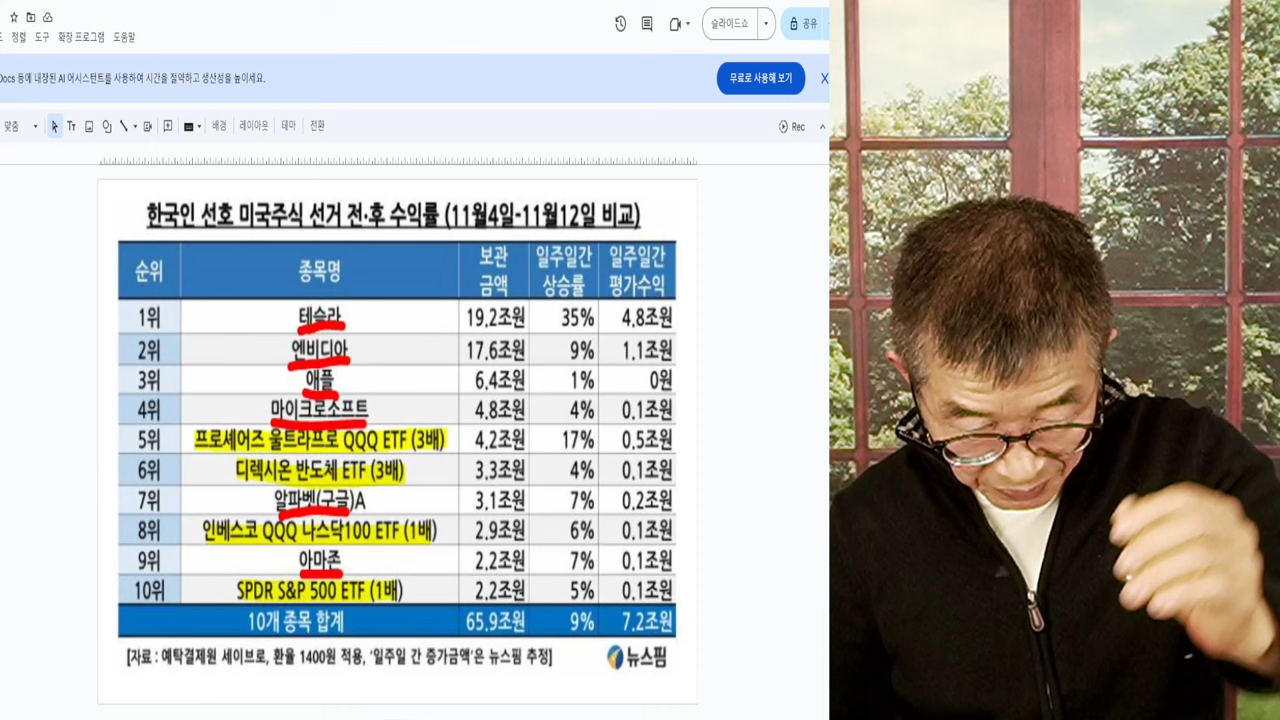 정렬 도구 확장 프로그램 도움말
슬라이드쇼
공유
Docs 등에 내장된 AI 어시스턴트를 사용하여 시간을 절약하고 생산성을 높이세요.
무료로 사용해 보기
맞춤
배경 레이아웃 테마 전환
Rec
한국인 선호 미국주식 선거 전·후 수익률 (11월4일-11월12일 비교)
순위 종목명 보관 금액 일주일간 상승률 일주일간 평가수익
1위 테슬라 19.2조원 35% 4.8조원
2위 엔비디아 17.6조원 9% 1.1조원
3위 애플 6.4조원 1% 0원
4위 마이크로소프트 4.8조원 4% 0.1조원
5위 프로셰어즈 울트라프로 QQQ ETF (3배) 4.2조원 17% 0.5조원
6위 디렉시온 반도체 ETF (3배) 3.3조원 4% 0.1조원
7위 알파벳(구글)A 3.1조원 7% 0.2조원
8위 인베스코 QQQ 나스닥100 ETF (1배) 2.9조원 6% 0.1조원
9위 아마존 2.2조원 7% 0.1조원
10위 SPDR S&P 500 ETF (1배) 2.2조원 5% 0.1조원
10개 종목 합계 65.9조원 9% 7.2조원
[자료 : 예탁결제원 세이브로, 환율 1400원 적용, '일주일 간 증가금액'은 뉴스핌 추정]
뉴스핌